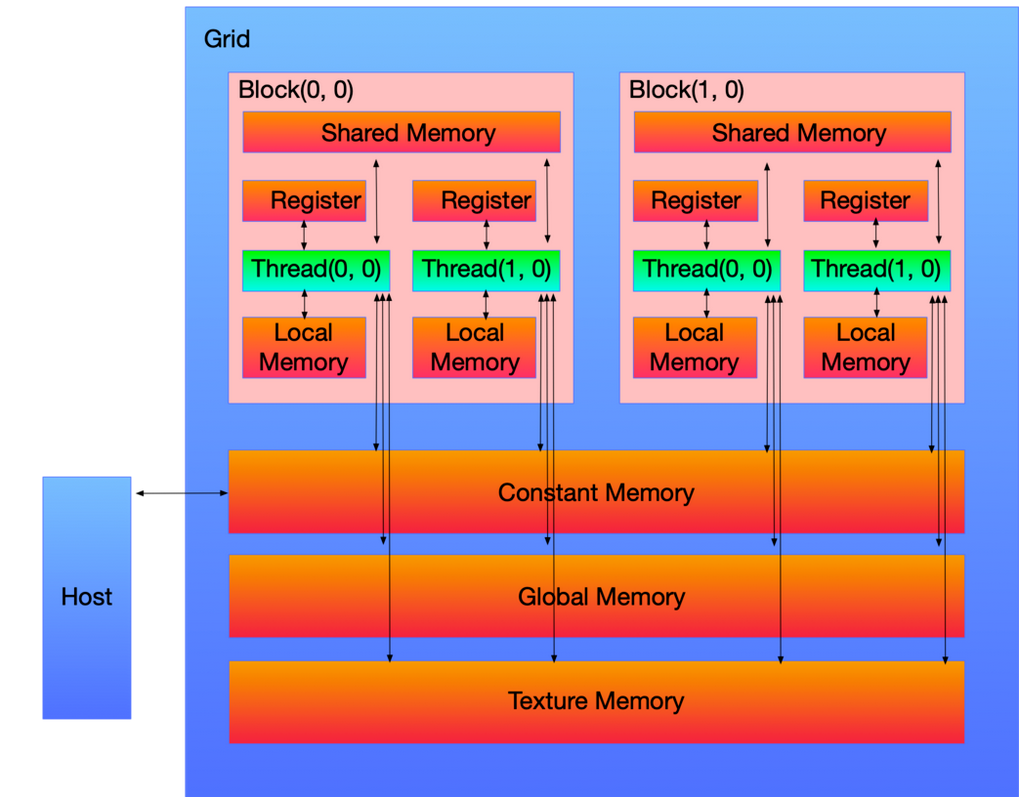 Grid
Block(0, 0)
Shared Memory
Register
Register
Thread(0, 0)
Thread(1, 0)
Local
Memory
Local
Memory
Block(1, 0)
Shared Memory
Register
Register
Thread(0, 0)
Thread(1, 0)
Local
Memory
Local
Memory
Constant Memory
Host
Global Memory
Texture Memory